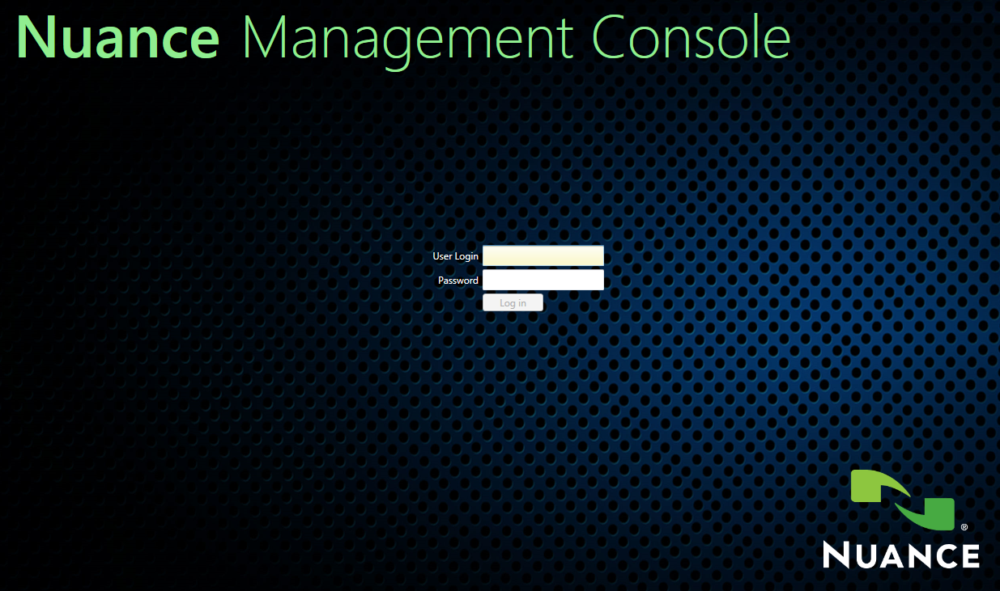 Nuance Management Console
User Login
Password
Log in
®
NUANCE